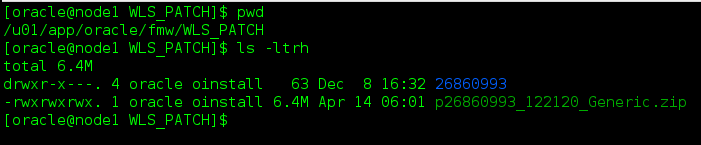 [oracle@node1 WLS_PATCH]$ pwd
/u01/app/oracle/fmw/WLS_PATCH
[oracle@node1 WLS_PATCH]$ ls -ltrh
total 6.4M
drwxr-x---. 4 oracle oinstall   63 Dec  8 16:32 26860993
-rwxrwxrwx. 1 oracle oinstall 6.4M Apr 14 06:01 p26860993_122120_Generic.zip
[oracle@node1 WLS_PATCH]$